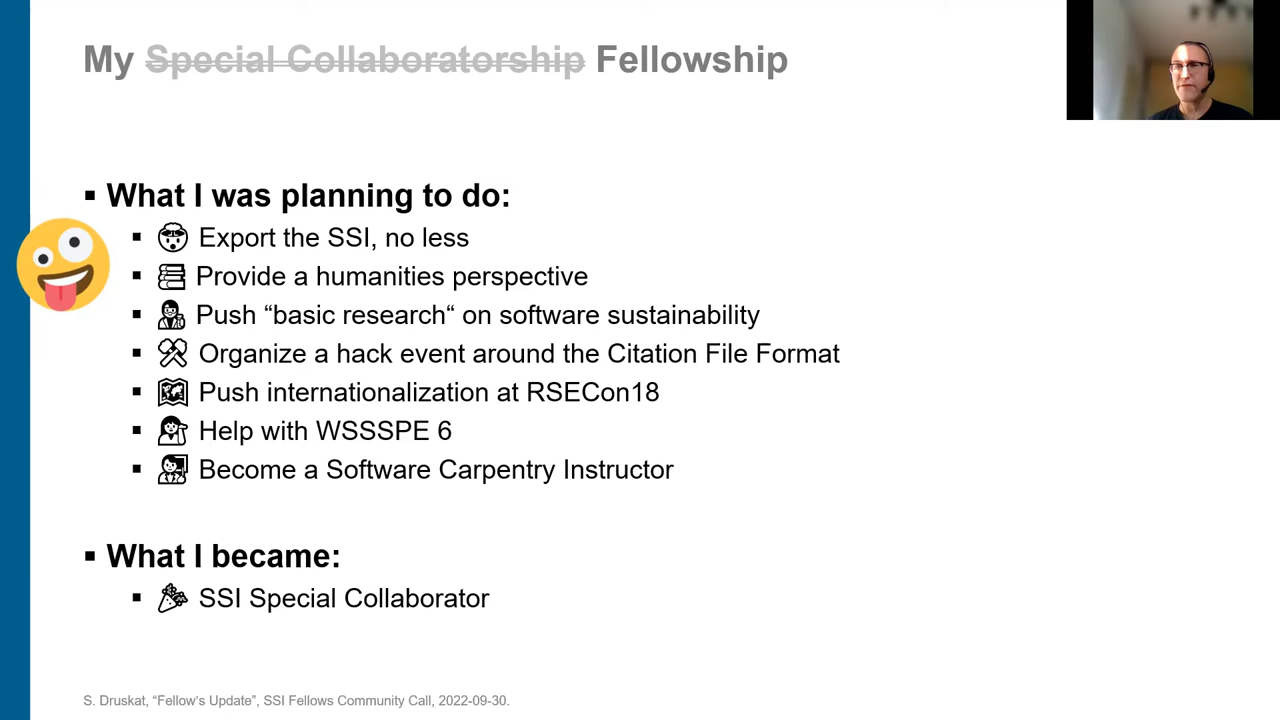 My Special Collaboratorship Fellowship
What I was planning to do:
Export the SSI, no less
Provide a humanities perspective
Push “basic research“ on software sustainability
Organize a hack event around the Citation File Format
Push internationalization at RSECon18
Help with WSSSPE 6
Become a Software Carpentry Instructor
What I became:
SSI Special Collaborator
S. Druskat, “Fellow’s Update”, SSI Fellows Community Call, 2022-09-30.